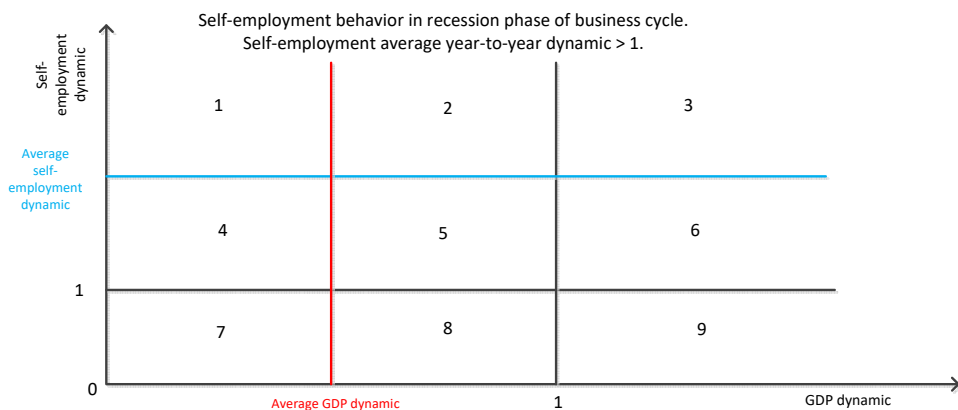 Self-employment behavior in recession phase of business cycle.
Self-employment average year-to-year dynamic > 1.
Self-
employment
dynamic
1
2
3
Average
self-
employment
dynamic
4
5
6
1
7
8
9
0
Average GDP dynamic
1
GDP dynamic